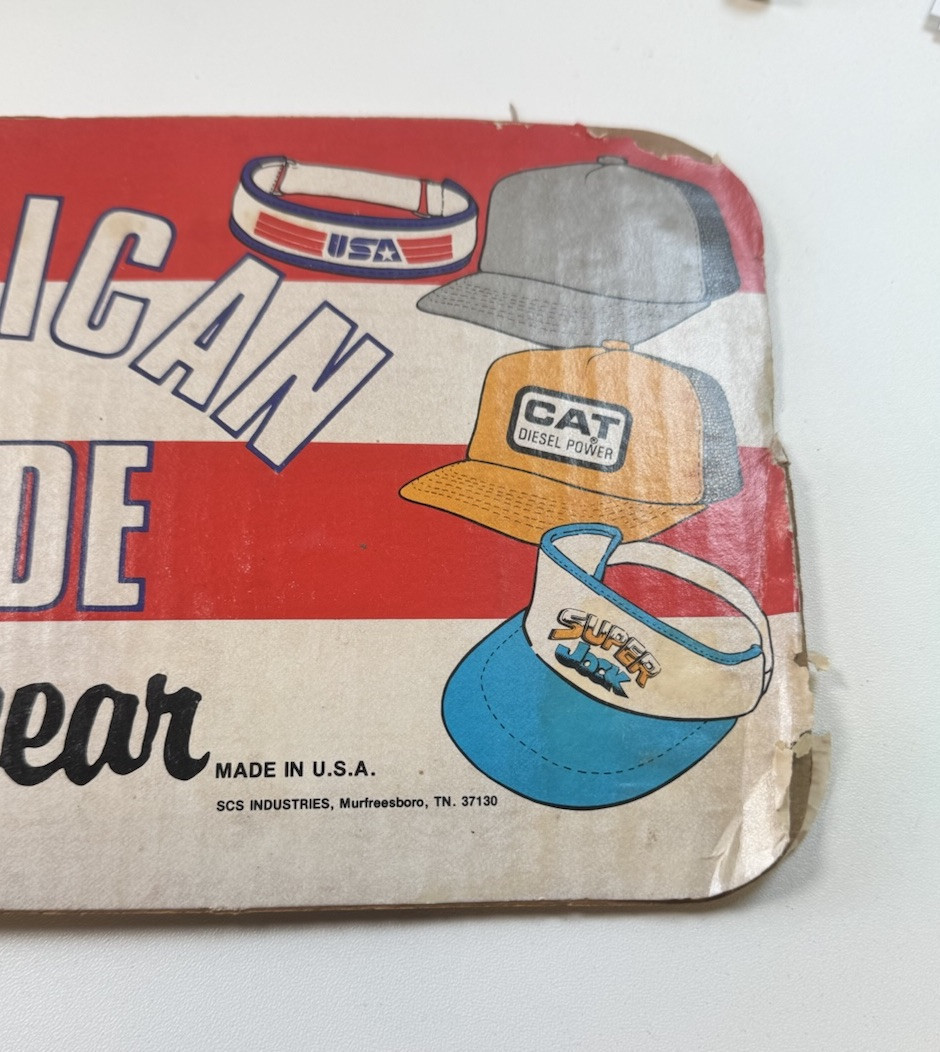 ICAN
DE
ear
MADE IN U.S.A.
SCS INDUSTRIES, Murfreesboro, TN. 37130
USA
CAT
DIESEL POWER®
SUPER
Jock